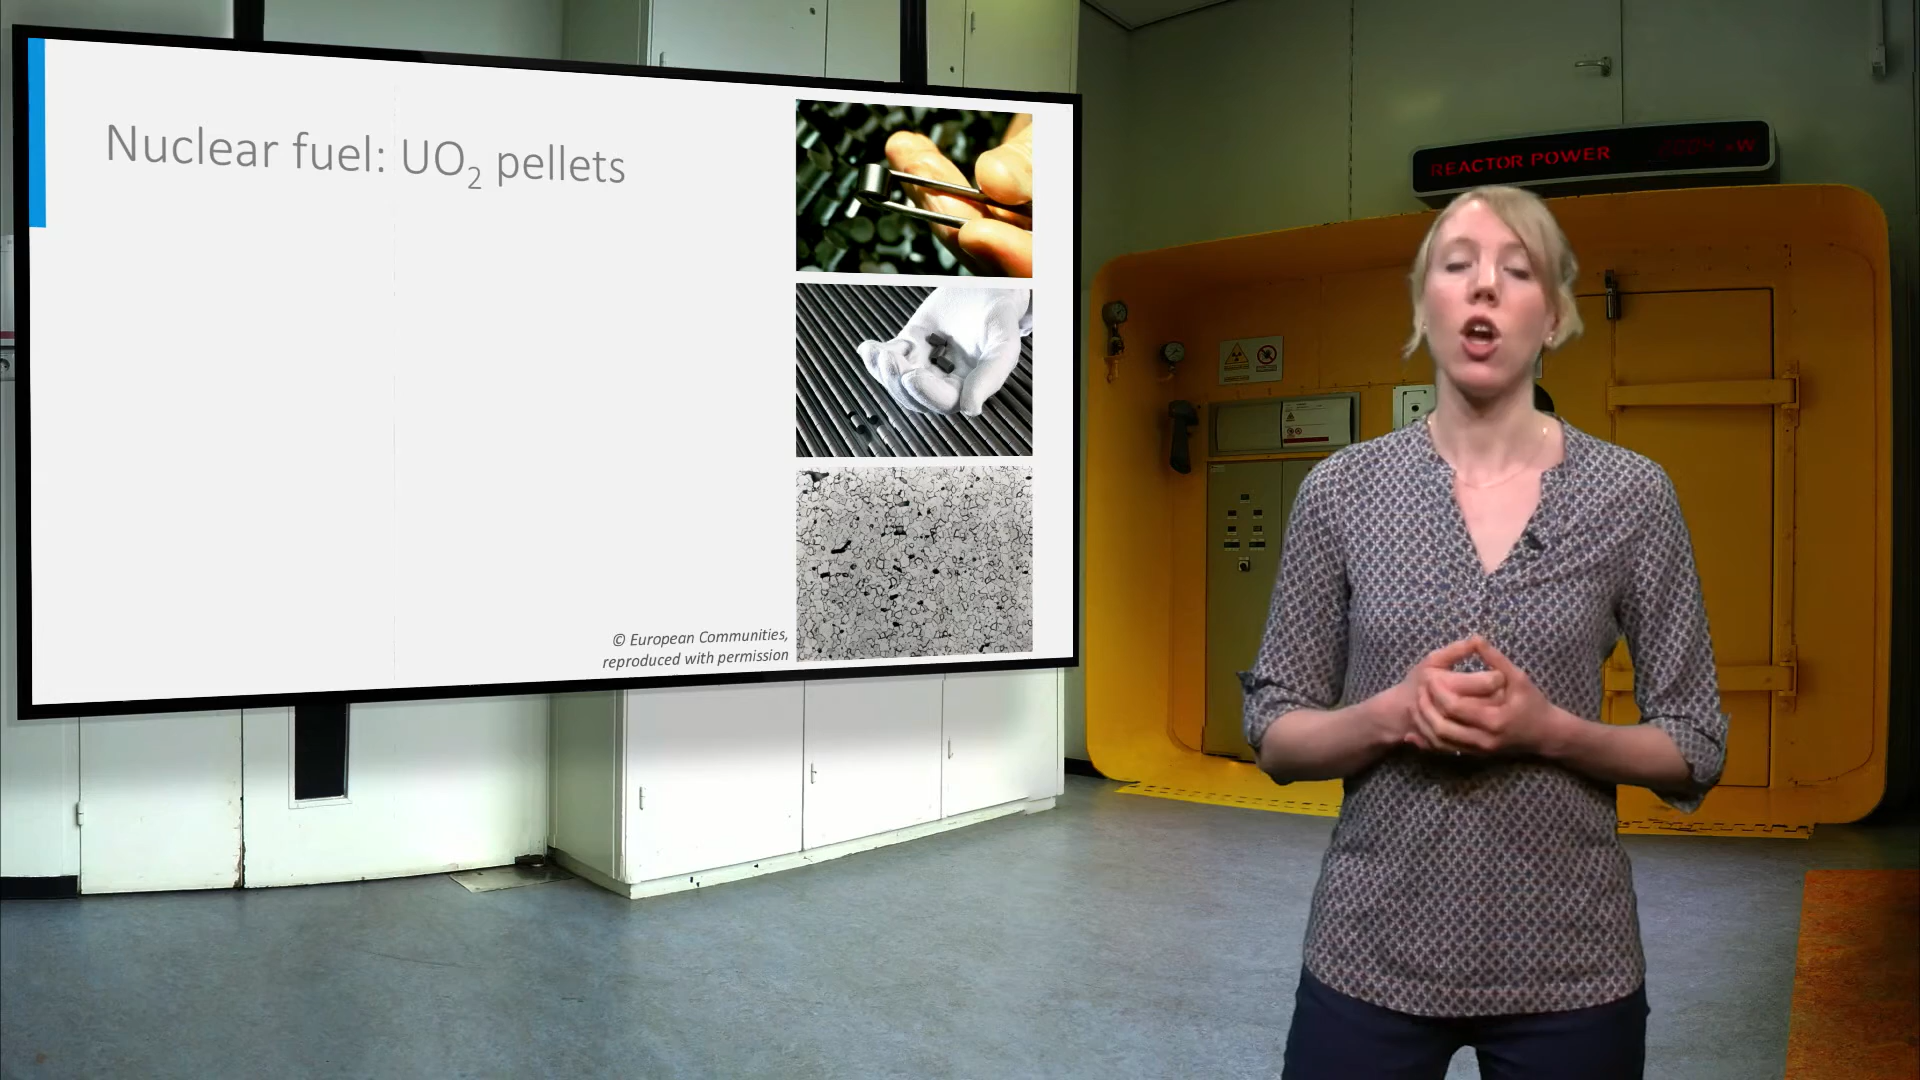 Nuclear fuel: UO₂ pellets
© European Communities,
reproduced with permission
REACTOR POWER